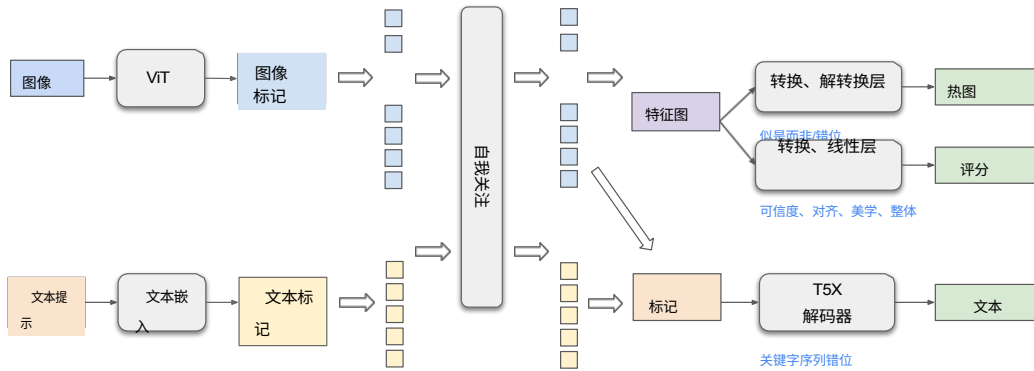 图像
ViT
图像
标记
自我关注
特征图
转换、解转换层
热图
似是而非/错位
转换、线性层
评分
可信度、对齐、美学、整体
文本提
示
文本嵌
入
文本标
记
标记
T5X
解码器
文本
关键字序列错位